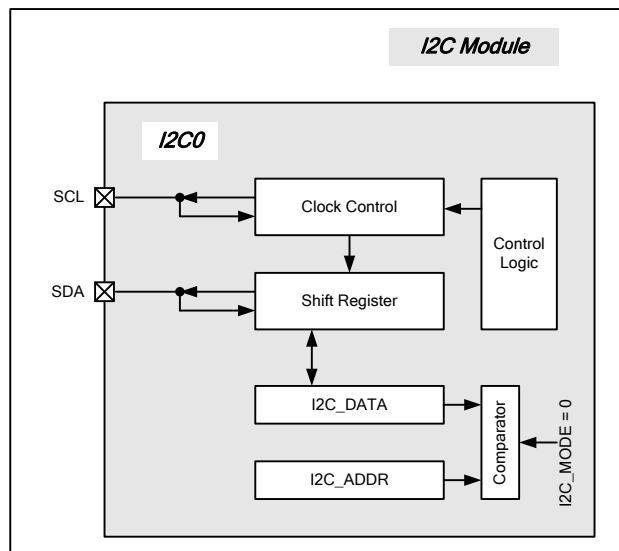 I2C Module
I2C0
SCL
Clock Control
Control
Logic
SDA
Shift Register
I2C_DATA
Comparator
I2C_MODE = 0
I2C_ADDR